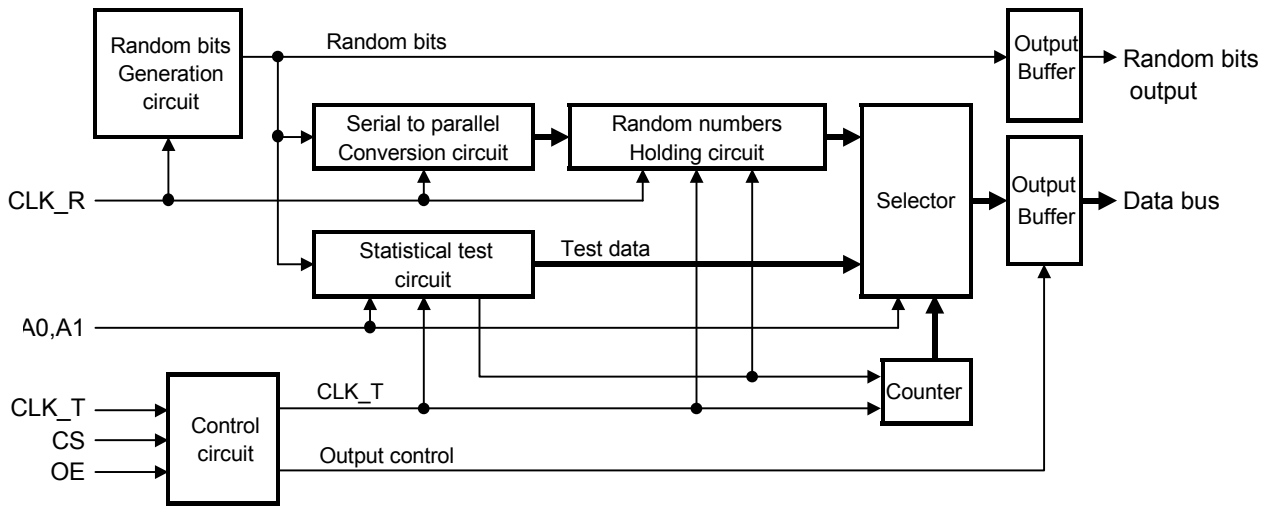 Random bits
Generation
circuit
Random bits
Output
Buffer
Random bits
output
Serial to parallel
Conversion circuit
Random numbers
Holding circuit
CLK_R
Selector
Output
Buffer
Data bus
Statistical test
circuit
Test data
A0,A1
CLK_T
CS
OE
Control
circuit
CLK_T
Counter
Output control